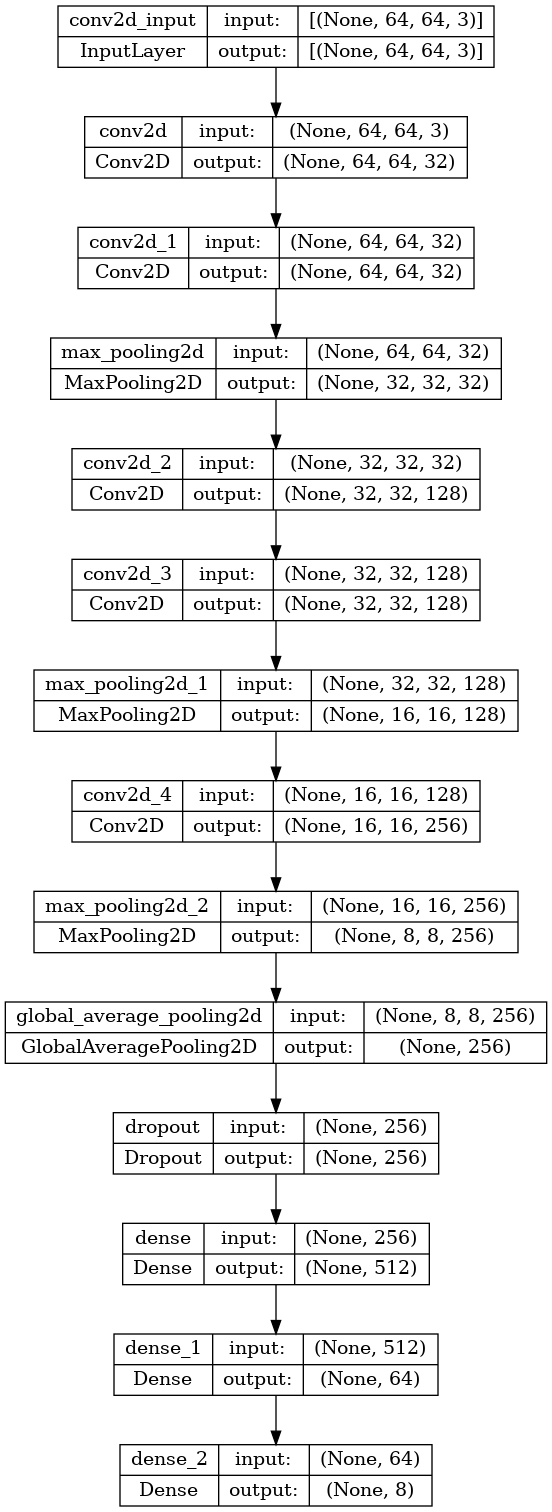 conv2d_input input: [(None, 64, 64, 3)]
InputLayer output: [(None, 64, 64, 3)]
conv2d input: (None, 64, 64, 3)
Conv2D output: (None, 64, 64, 32)
conv2d_1 input: (None, 64, 64, 32)
Conv2D output: (None, 64, 64, 32)
max_pooling2d input: (None, 64, 64, 32)
MaxPooling2D output: (None, 32, 32, 32)
conv2d_2 input: (None, 32, 32, 32)
Conv2D output: (None, 32, 32, 128)
conv2d_3 input: (None, 32, 32, 128)
Conv2D output: (None, 32, 32, 128)
max_pooling2d_1 input: (None, 32, 32, 128)
MaxPooling2D output: (None, 16, 16, 128)
conv2d_4 input: (None, 16, 16, 128)
Conv2D output: (None, 16, 16, 256)
max_pooling2d_2 input: (None, 16, 16, 256)
MaxPooling2D output: (None, 8, 8, 256)
global_average_pooling2d input: (None, 8, 8, 256)
GlobalAveragePooling2D output: (None, 256)
dropout input: (None, 256)
Dropout output: (None, 256)
dense input: (None, 256)
Dense output: (None, 512)
dense_1 input: (None, 512)
Dense output: (None, 64)
dense_2 input: (None, 64)
Dense output: (None, 8)